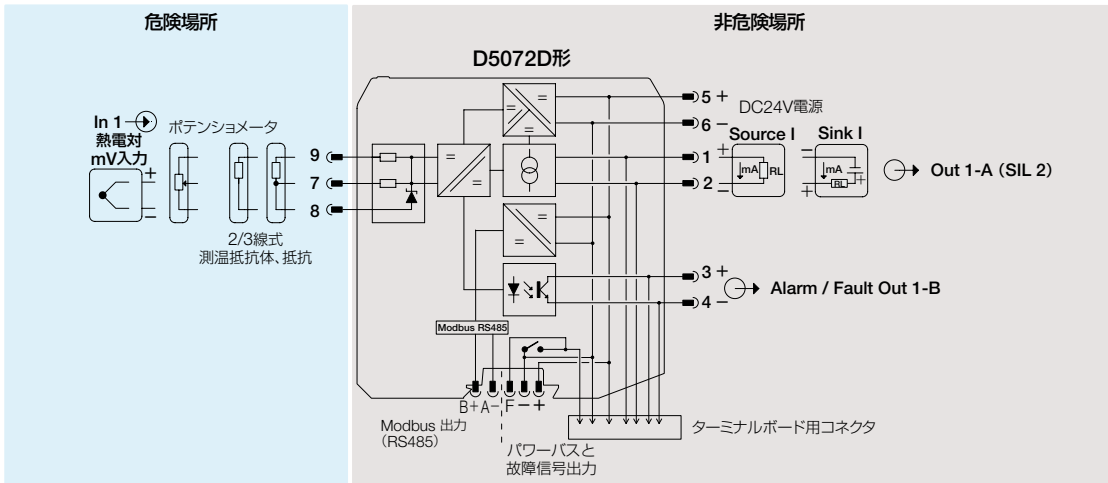 危険場所
非危険場所
D5072D形
In 1
熱電対
mV入力
+
−
ポテンショメータ
2/3線式
測温抵抗体、抵抗
9
7
8
5 +
6 −
DC24V電源
Source I
Sink I
1
2
+
−
mA
RL
−
+
mA
RL
+
Out 1-A (SIL 2)
3 +
4 −
Alarm / Fault Out 1-B
Modbus RS485
B+ A− F − +
Modbus 出力
（RS485）
パワーバスと
故障信号出力
ターミナルボード用コネクタ